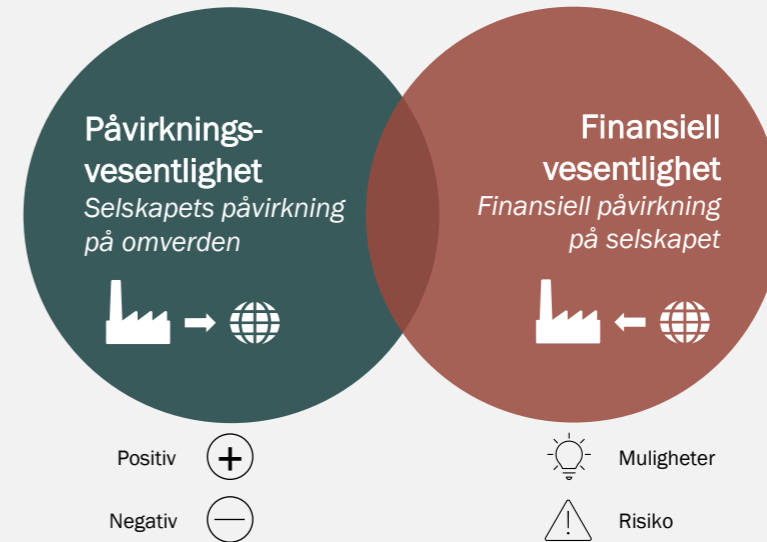 Påvirknings-
vesentlighet
Selskapets påvirkning
på omverden
Finansiell
vesentlighet
Finansiell påvirkning
på selskapet
Positiv
Negativ
Muligheter
Risiko